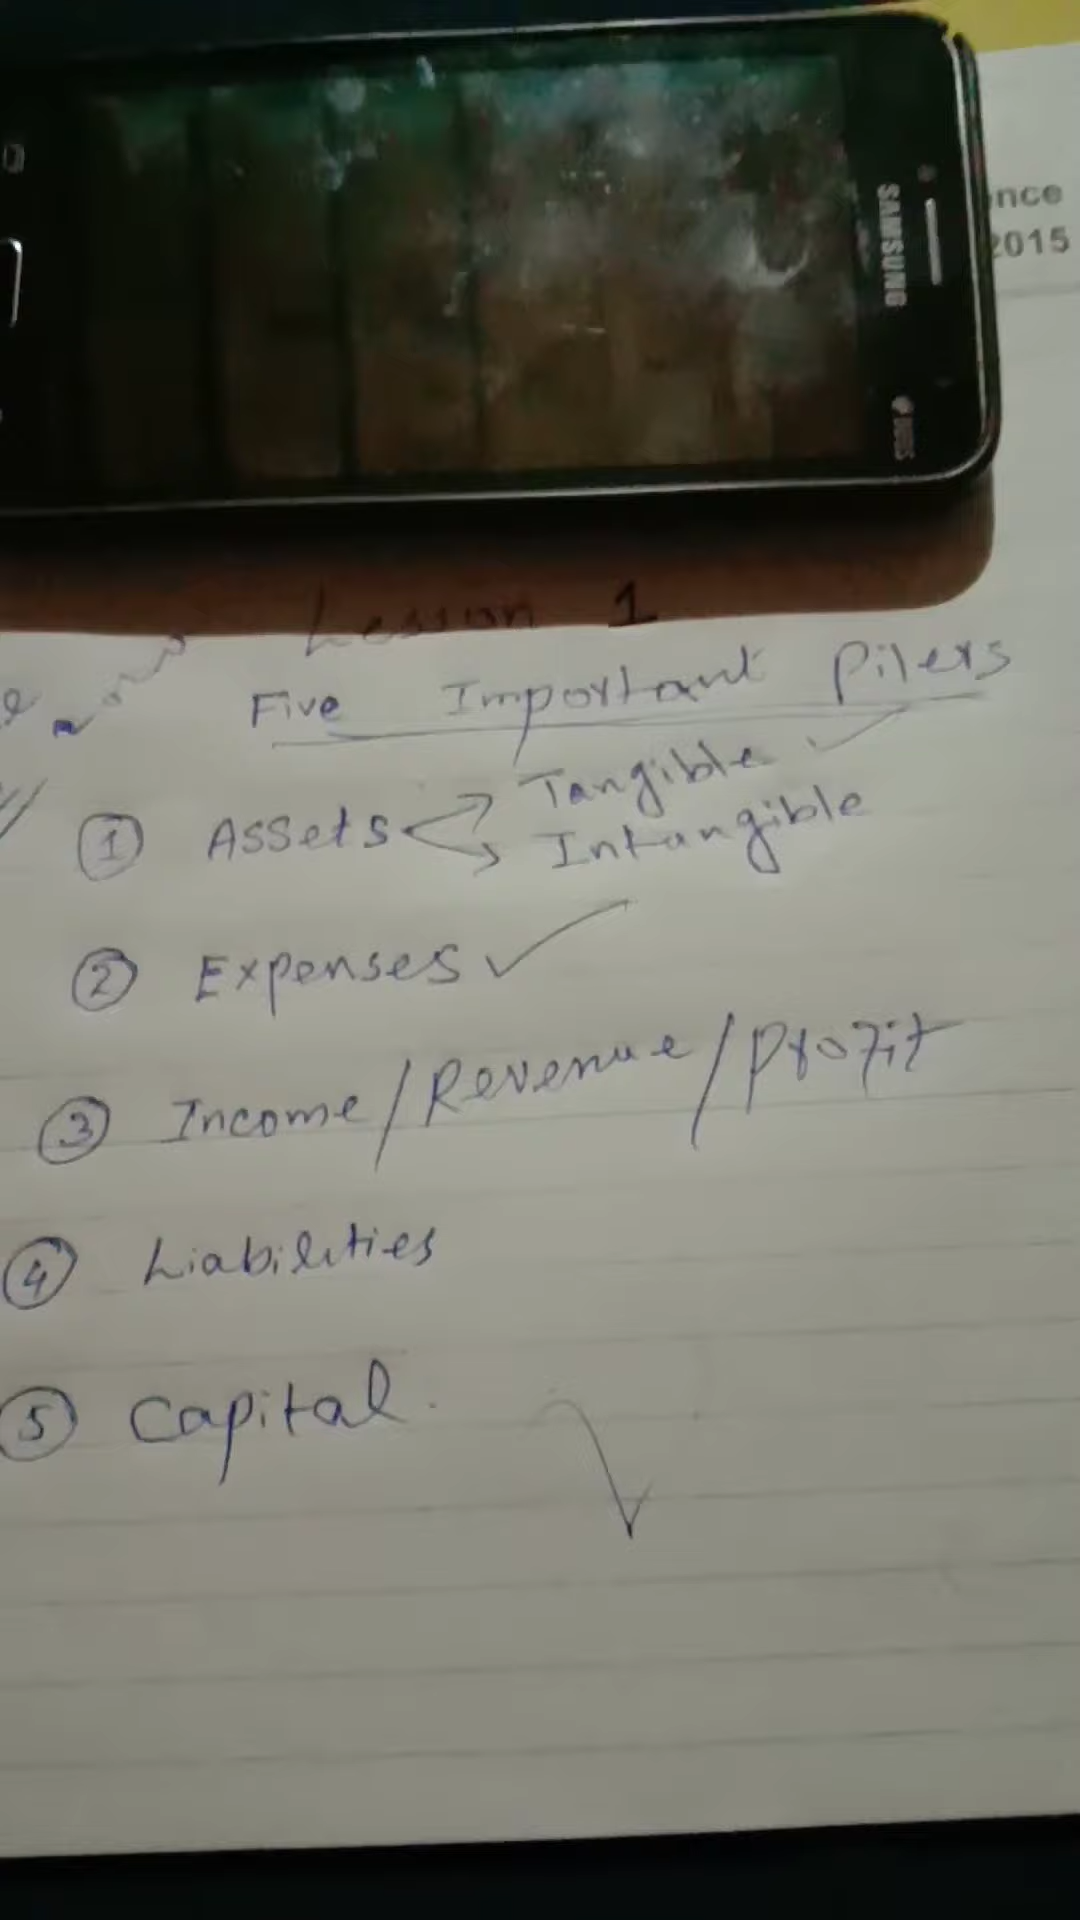 SAMSUNG
DUOS
nce
2015
Lesson 1
Five Important Pilers
① Assets Tangible
Intangible
② Expenses
③ Income/Revenue/Profit
④ Liabilities
⑤ Capital.